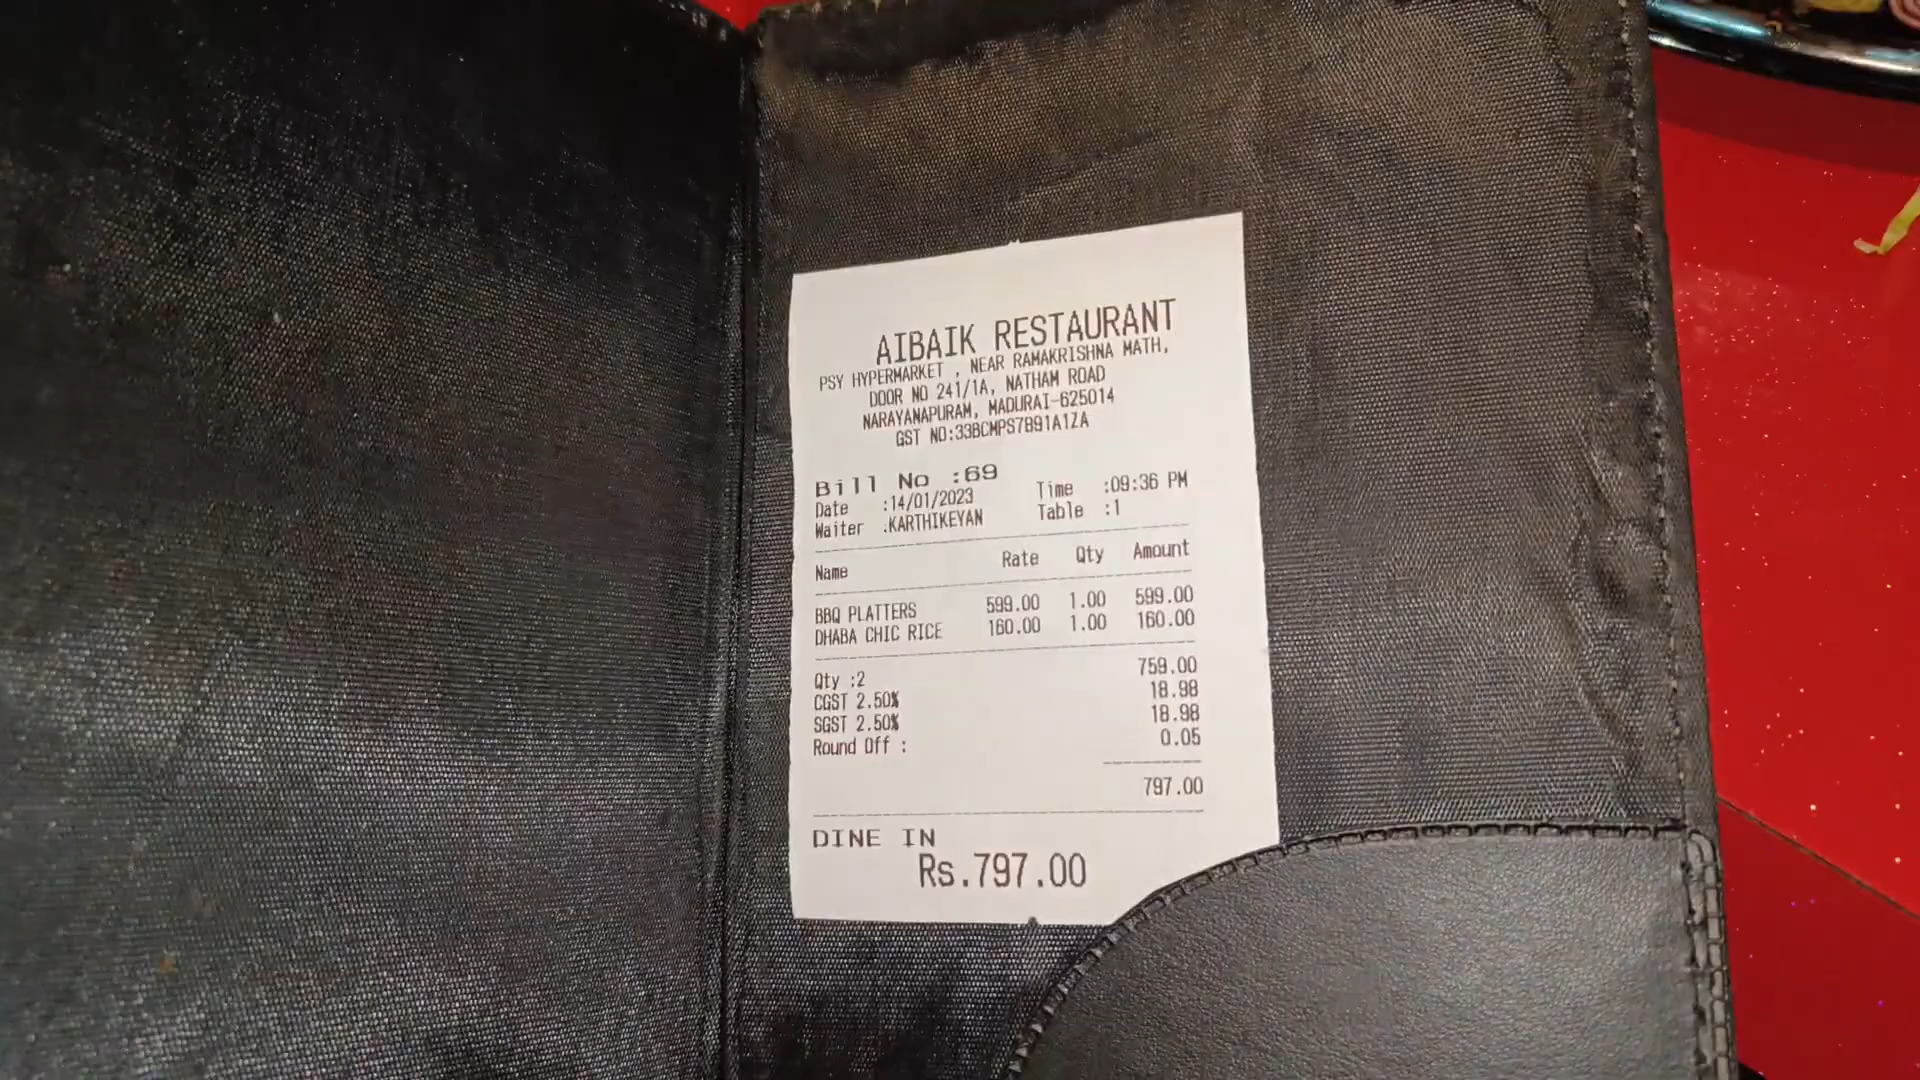 AIBAIK RESTAURANT
PSY HYPERMARKET , NEAR RAMAKRISHNA MATH,
DOOR NO 241/1A, NATHAM ROAD
NARAYANAPURAM, MADURAI-625014
GST NO:33BCMPS7891A1ZA
Bill No :69
Date :14/01/2023 Time :09:36 PM
Waiter :KARTHIKEYAN Table :1
Name Rate Qty Amount
BBQ PLATTERS 599.00 1.00 599.00
DHABA CHIC RICE 160.00 1.00 160.00
Qty :2 759.00
CGST 2.50% 18.98
SGST 2.50% 18.98
Round Off : 0.05
797.00
DINE IN
Rs.797.00